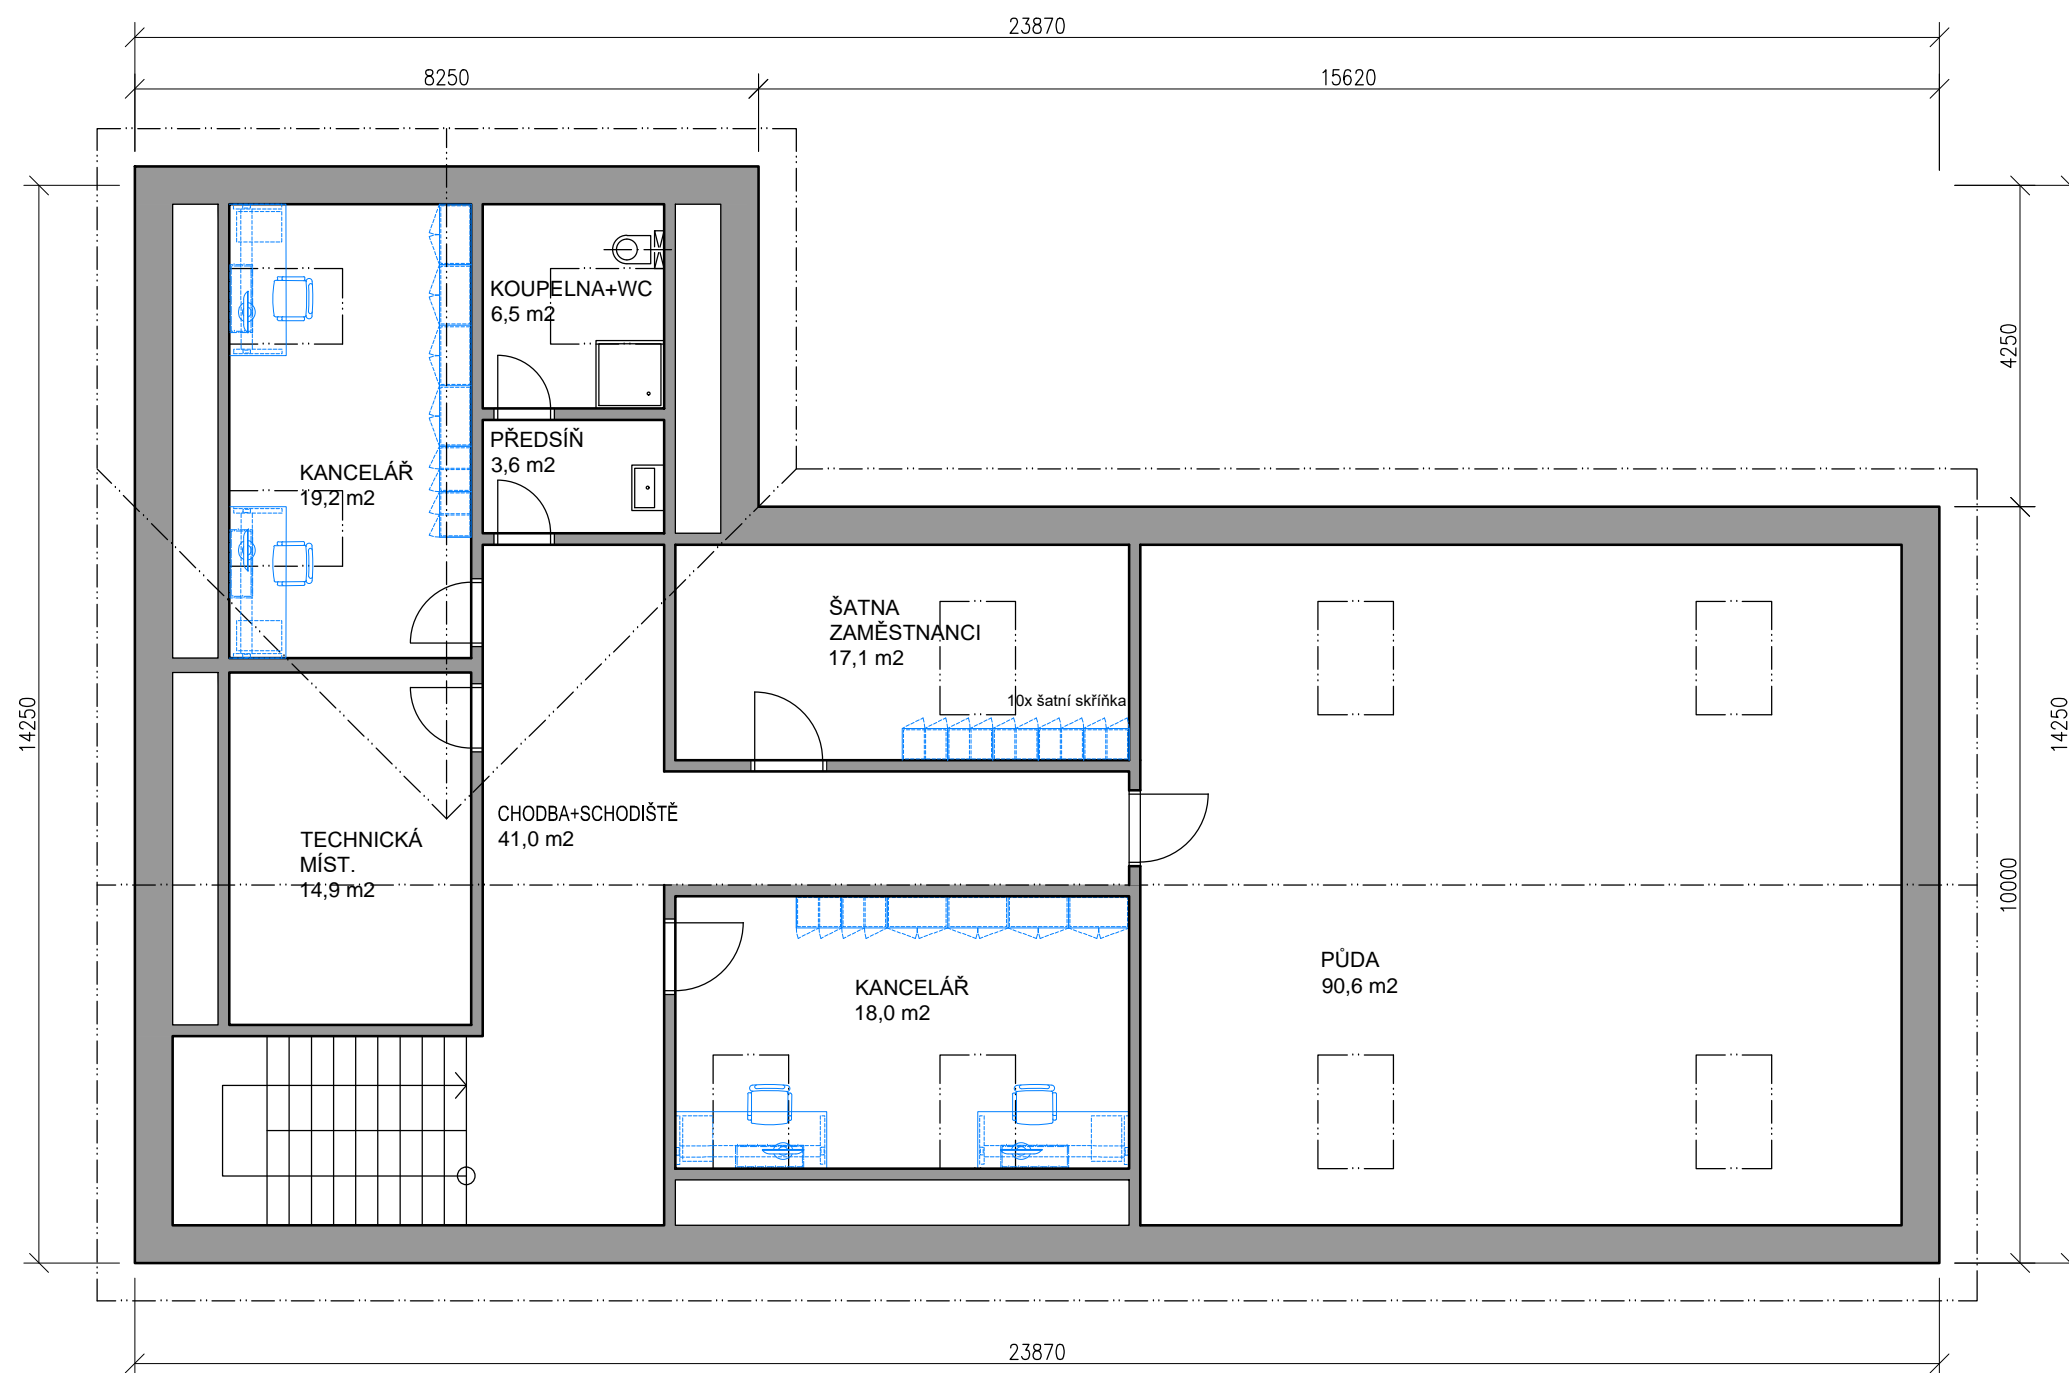 23870
8250
15620
KOUPELNA+WC
6,5 m2
4250
PŘEDSÍŇ
3,6 m2
KANCELÁŘ
19,2 m2
ŠATNA
ZAMĚSTNANCI
17,1 m2
10x šatní skříňka
14250
14250
CHODBA+SCHODIŠTĚ
41,0 m2
TECHNICKÁ
MÍST.
14,9 m2
10000
PŮDA
90,6 m2
KANCELÁŘ
18,0 m2
23870